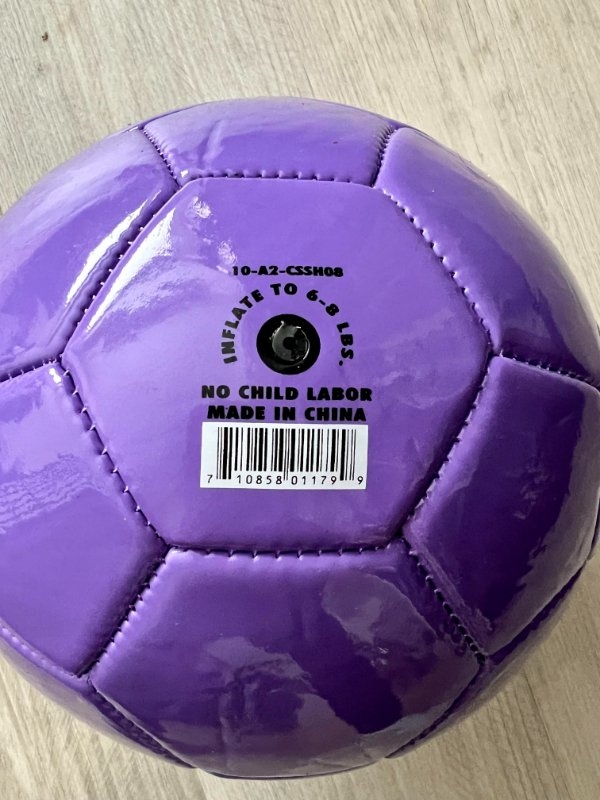 10-A2-CSSH08
INFLATE TO 6-8 LBS.
NO CHILD LABOR
MADE IN CHINA
7 10858 01179 9